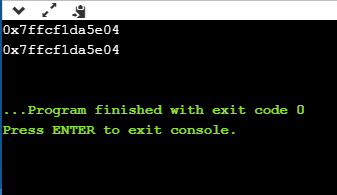 0x7ffcf1da5e04
0x7ffcf1da5e04
...Program finished with exit code 0
Press ENTER to exit console.